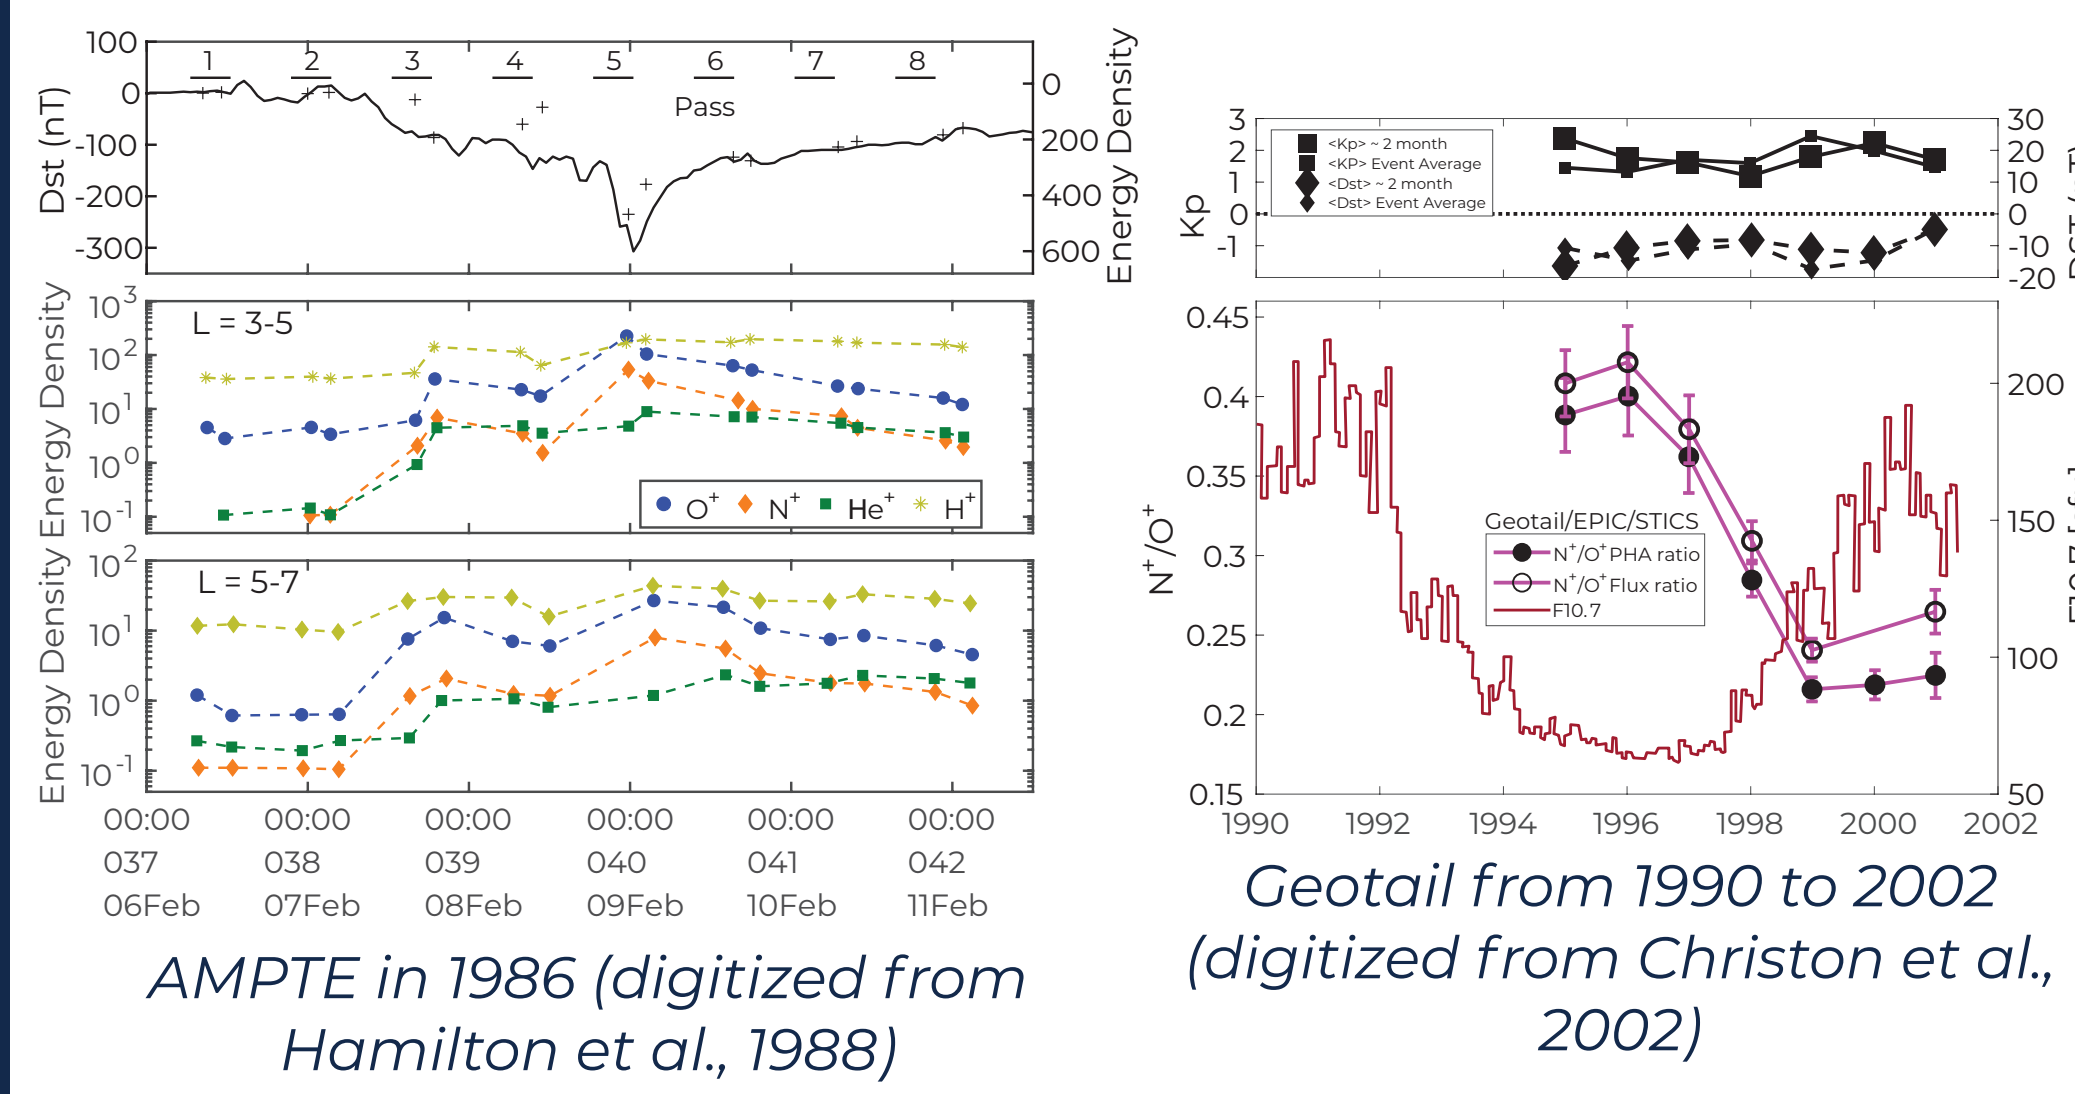 100
0
-100
-200
-300
Dst (nT)
1 2 3 4 5 6 7 8
Pass
0
200
400
600
Energy Density
10^3
10^2
10^1
10^0
10^-1
Energy Density
L = 3-5
O^+ N^+ He^+ H^+
10^2
10^1
10^0
10^-1
Energy Density
L = 5-7
00:00 00:00 00:00 00:00 00:00 00:00
037 038 039 040 041 042
06Feb 07Feb 08Feb 09Feb 10Feb 11Feb
AMPTE in 1986 (digitized from
Hamilton et al., 1988)
3
2
1
0
-1
Kp
<Kp> ~ 2 month
<KP> Event Average
<Dst> ~ 2 month
<Dst> Event Average
30
20
10
0
-10
-20
0.45
0.4
0.35
0.3
0.25
0.2
0.15
N^+/O^+
Geotail/EPIC/STICS
N^+/O^+ PHA ratio
N^+/O^+ Flux ratio
F10.7
200
150
100
50
1990 1992 1994 1996 1998 2000 2002
Geotail from 1990 to 2002
(digitized from Christon et al.,
2002)